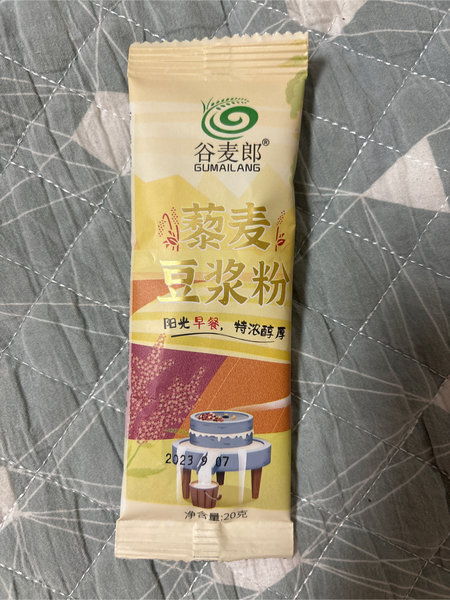 谷麦郎®
GUMAILANG
藜麦
豆浆粉
阳光早餐，特浓醇厚
2023 9 07
净含量:20克